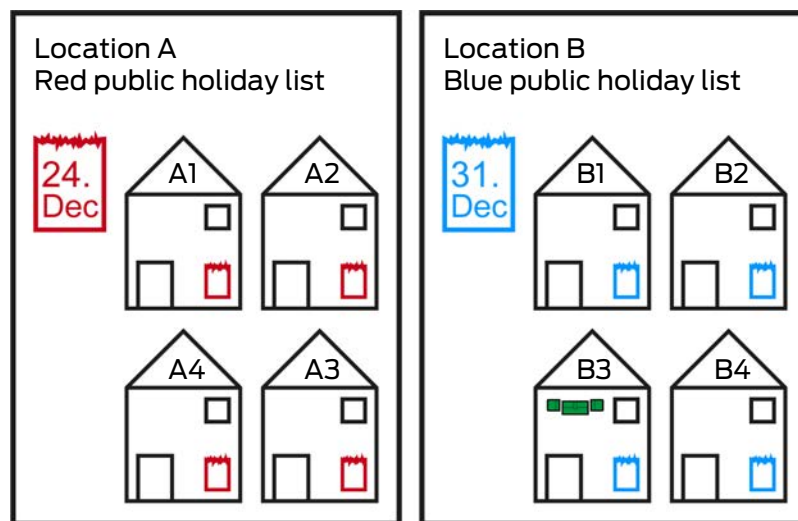 Location A
Red public holiday list
24.
Dec
A1
A2
A4
A3
Location B
Blue public holiday list
31.
Dec
B1
B2
B3
B4